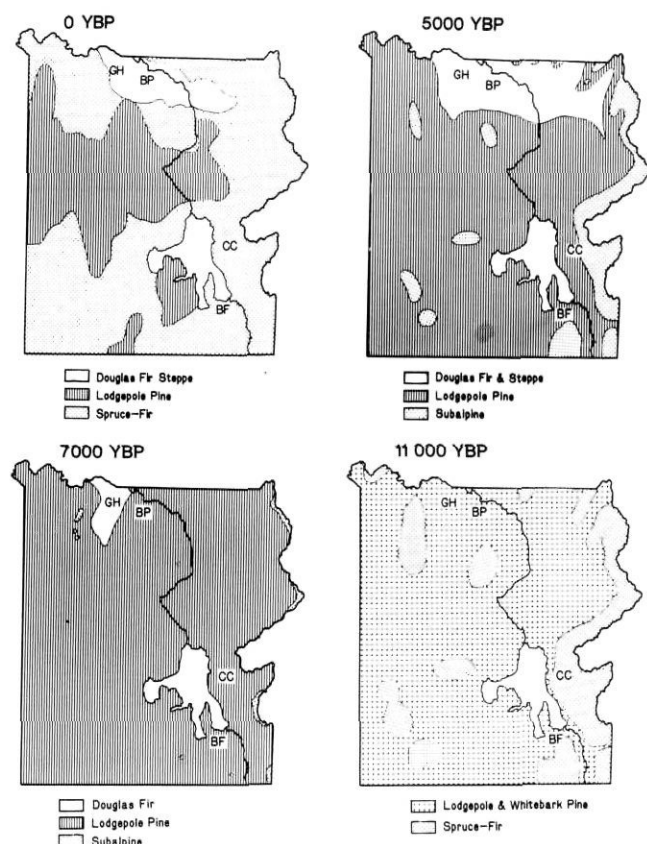 0 YBP
GH
BP
CC
BF
Douglas Fir Steppe
Lodgepole Pine
Spruce-Fir
5000 YBP
GH
BP
CC
BF
Douglas Fir & Steppe
Lodgepole Pine
Subalpine
7000 YBP
GH
BP
CC
BF
Douglas Fir
Lodgepole Pine
Subalpine
11 000 YBP
GH
BP
CC
BF
Lodgepole & Whitebark Pine
Spruce-Fir